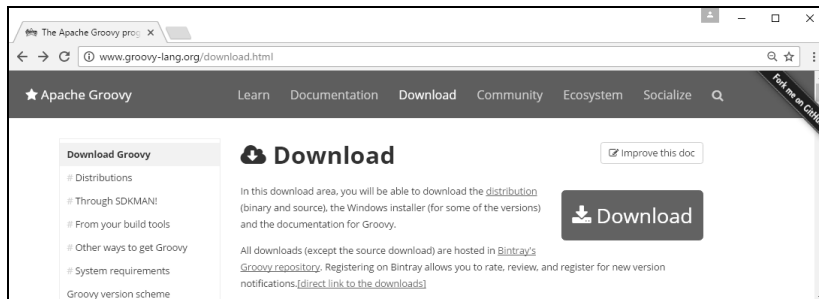 The Apache Groovy prog
www.groovy-lang.org/download.html
Apache Groovy
Learn Documentation Download Community Ecosystem Socialize
Fork me on GitHu
Download Groovy
# Distributions
# Through SDKMAN!
# From your build tools
# Other ways to get Groovy
# System requirements
Groovy version scheme
Download
Improve this doc
In this download area, you will be able to download the distribution
(binary and source), the Windows installer (for some of the versions)
and the documentation for Groovy.
Download
All downloads (except the source download) are hosted in Bintray's
Groovy repository. Registering on Bintray allows you to rate, review, and register for new version
notifications.[direct link to the downloads]